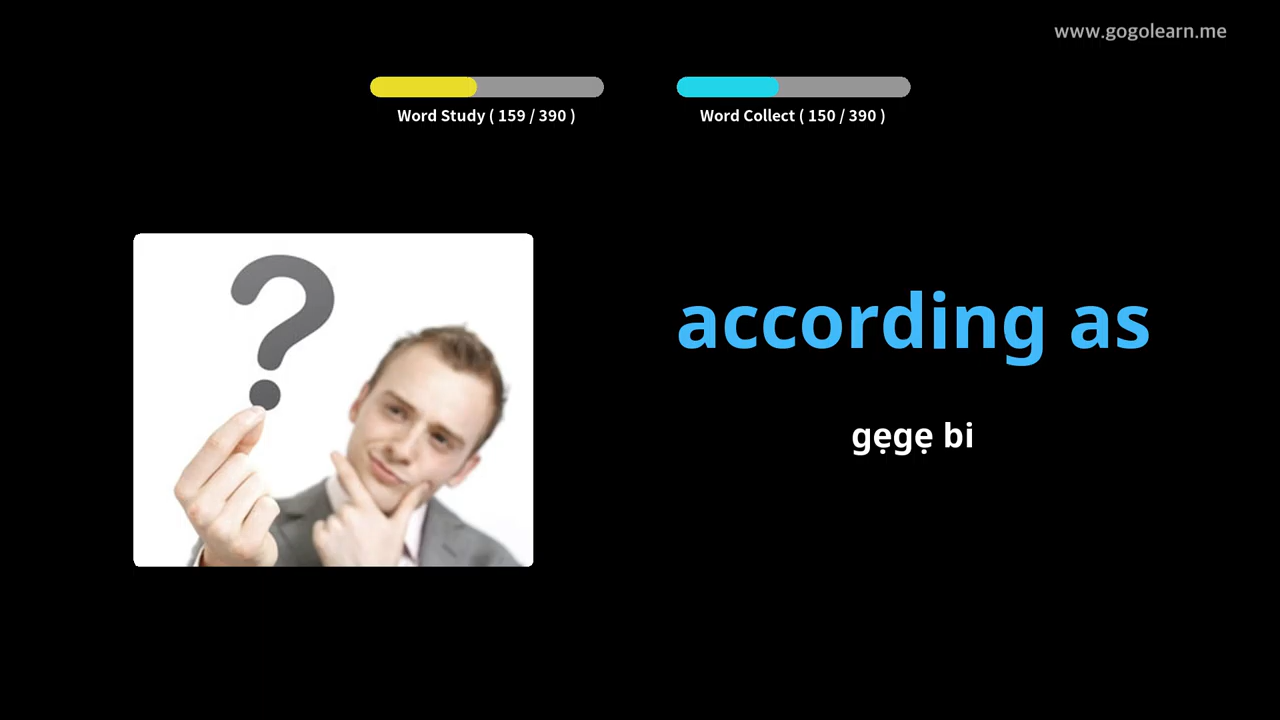 www.gogolearn.me
Word Study ( 159 / 390 )
Word Collect ( 150 / 390 )
?
according as
gẹgẹ bi